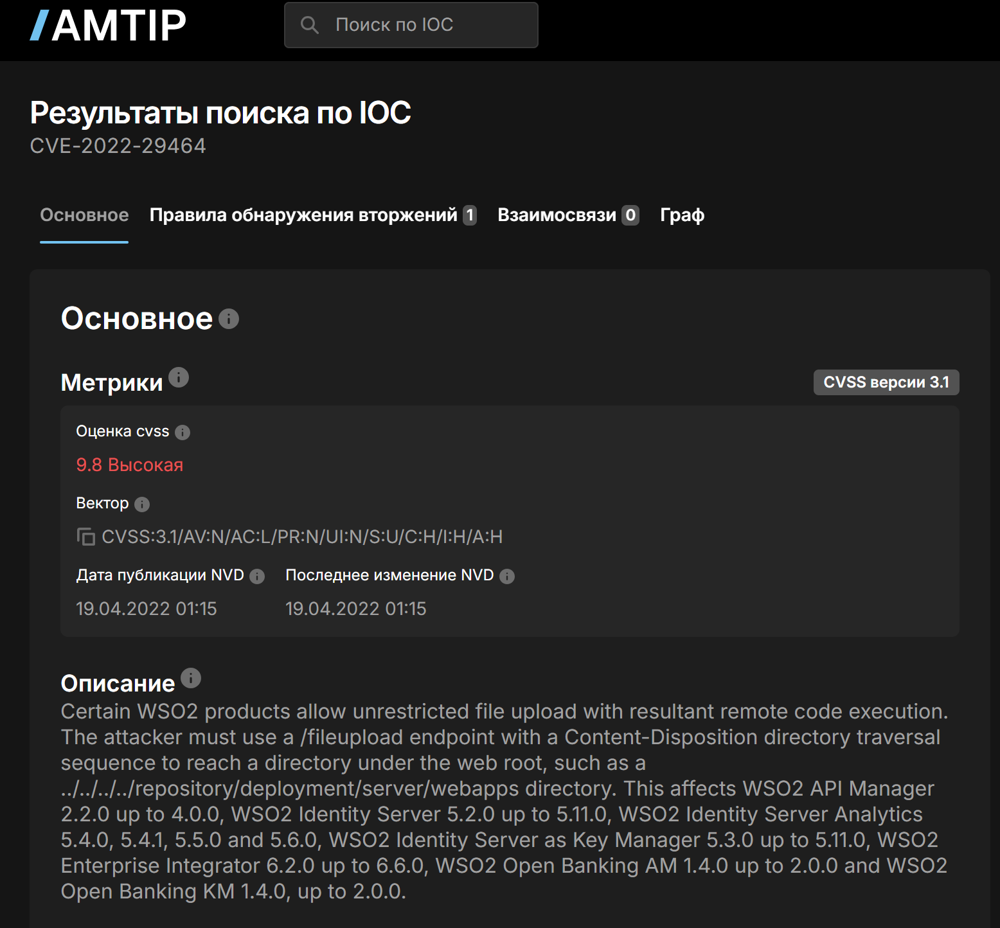 AMTIP
Поиск по IOC
Результаты поиска по IOC
CVE-2022-29464
Основное Правила обнаружения вторжений 1 Взаимосвязи 0 Граф
Основное
Метрики
CVSS версии 3.1
Оценка cvss
9.8 Высокая
Вектор
CVSS:3.1/AV:N/AC:L/PR:N/UI:N/S:U/C:H/I:H/A:H
Дата публикации NVD Последнее изменение NVD
19.04.2022 01:15 19.04.2022 01:15
Описание
Certain WSO2 products allow unrestricted file upload with resultant remote code execution.
The attacker must use a /fileupload endpoint with a Content-Disposition directory traversal
sequence to reach a directory under the web root, such as a
../../../../repository/deployment/server/webapps directory. This affects WSO2 API Manager
2.2.0 up to 4.0.0, WSO2 Identity Server 5.2.0 up to 5.11.0, WSO2 Identity Server Analytics
5.4.0, 5.4.1, 5.5.0 and 5.6.0, WSO2 Identity Server as Key Manager 5.3.0 up to 5.11.0, WSO2
Enterprise Integrator 6.2.0 up to 6.6.0, WSO2 Open Banking AM 1.4.0 up to 2.0.0 and WSO2
Open Banking KM 1.4.0, up to 2.0.0.